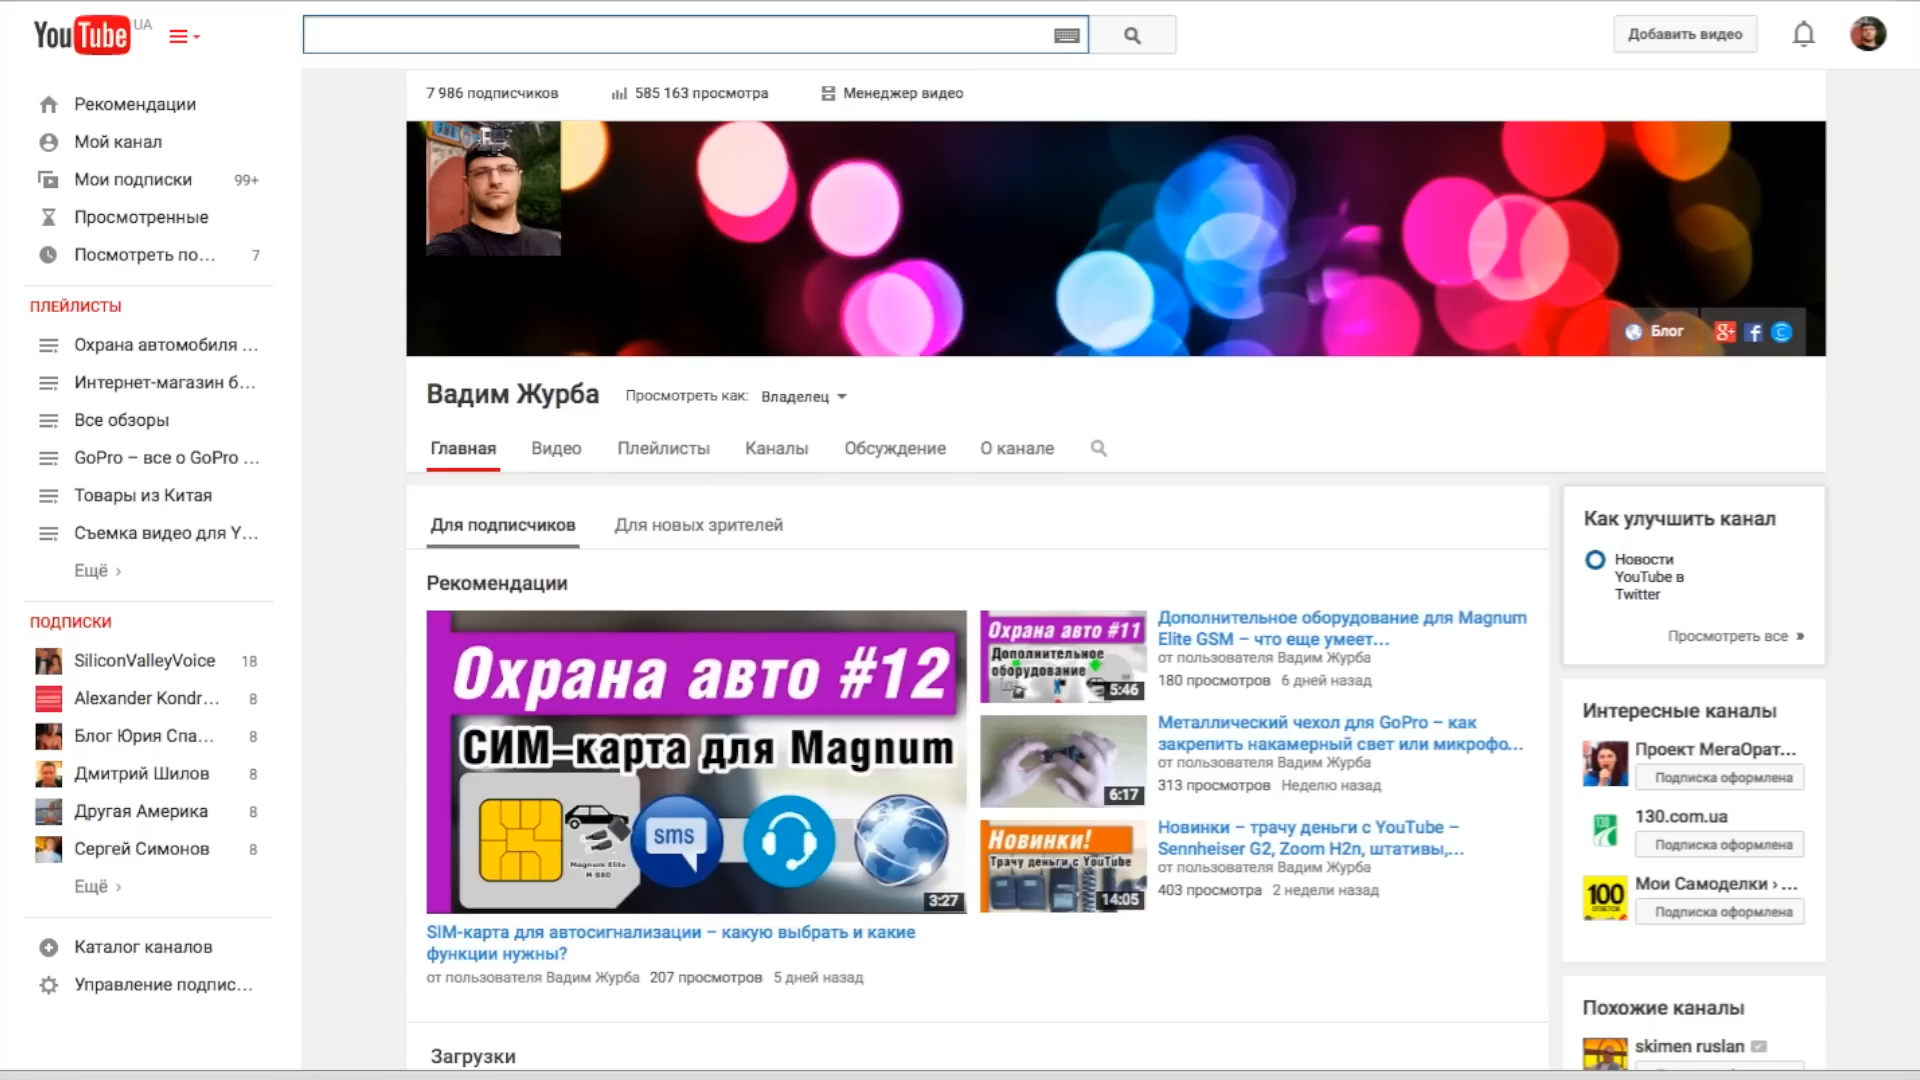 YouTube UA
Добавить видео
Рекомендации
Мой канал
Мои подписки 99+
Просмотренные
Посмотреть по... 7
ПЛЕЙЛИСТЫ
Охрана автомобиля ...
Интернет-магазин б...
Все обзоры
GoPro – все о GoPro ...
Товары из Китая
Съемка видео для Y...
Ещё ›
ПОДПИСКИ
SiliconValleyVoice 18
Alexander Kondr... 8
Блог Юрия Спа... 8
Дмитрий Шилов 8
Другая Америка 8
Сергей Симонов 8
Ещё ›
Каталог каналов
Управление подпис...
7 986 подписчиков 585 163 просмотра Менеджер видео
Блог
Вадим Журба Просмотреть как: Владелец
Главная Видео Плейлисты Каналы Обсуждение О канале
Для подписчиков Для новых зрителей
Рекомендации
Охрана авто #12
СИМ–карта для Magnum
Magnum Elite
M 880
sms
3:27
SIM-карта для автосигнализации – какую выбрать и какие
функции нужны?
от пользователя Вадим Журба 207 просмотров 5 дней назад
Охрана авто #11
Дополнительное
оборудование
5:46
Дополнительное оборудование для Magnum
Elite GSM – что еще умеет...
от пользователя Вадим Журба
180 просмотров 6 дней назад
6:17
Металлический чехол для GoPro – как
закрепить накамерный свет или микрофо...
от пользователя Вадим Журба
313 просмотров Неделю назад
Новинки!
Трачу деньги с YouTube
14:05
Новинки – трачу деньги с YouTube –
Sennheiser G2, Zoom H2n, штативы,...
от пользователя Вадим Журба
403 просмотра 2 недели назад
Загрузки
Как улучшить канал
Новости
YouTube в
Twitter
Просмотреть все »
Интересные каналы
Проект МегаОрат...
Подписка оформлена
130
130.com.ua
Подписка оформлена
100
ОТВЕТОВ
Мои Самоделки › ...
Подписка оформлена
Похожие каналы
skimen ruslan